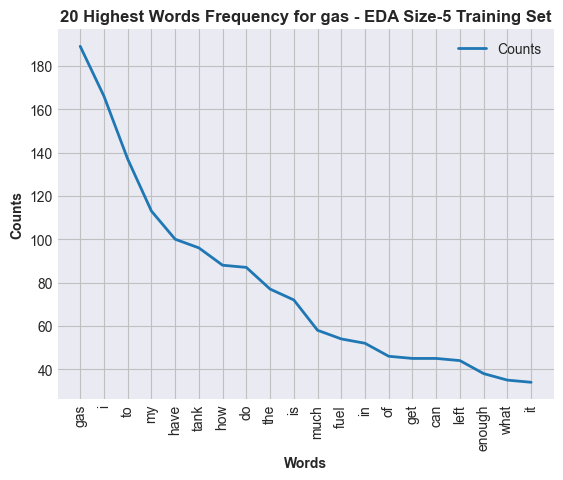 20 Highest Words Frequency for gas - EDA Size-5 Training Set
Counts
180
160
140
120
100
80
60
40
Counts
gas
i
to
my
have
tank
how
do
the
is
much
fuel
in
of
get
can
left
enough
what
it
Words